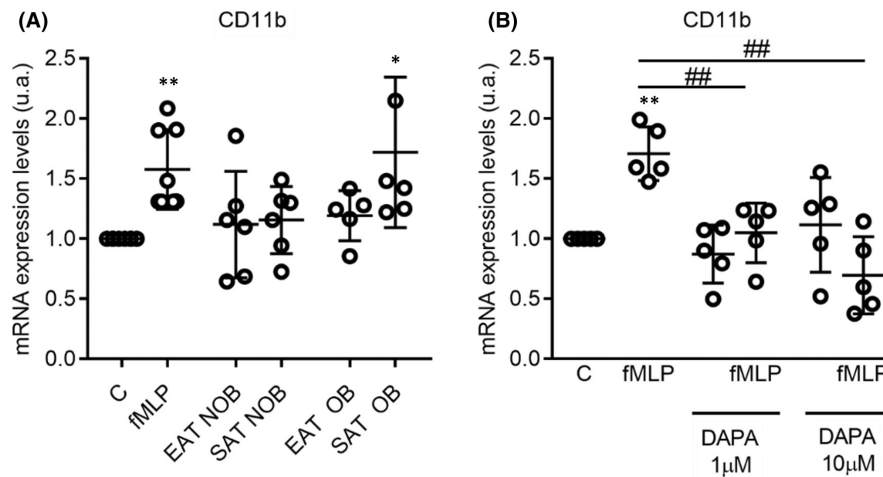 (A)
CD11b
mRNA expression levels (u.a.)
2.5
2.0
1.5
1.0
0.5
0.0
**
*
C
fMLP
EAT NOB
SAT NOB
EAT OB
SAT OB
(B)
CD11b
mRNA expression levels (u.a.)
2.5
2.0
1.5
1.0
0.5
0.0
##
##
**
C
fMLP
fMLP
fMLP
DAPA
1µM
DAPA
10µM